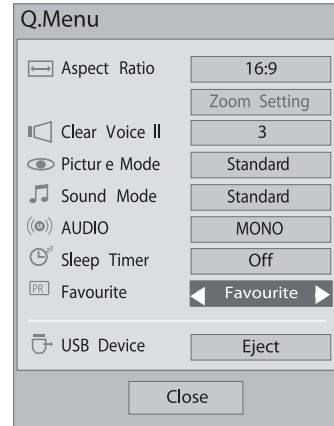 Q.Menu
Aspect Ratio 16:9
Zoom Setting
Clear Voice II 3
Pictur e Mode Standard
Sound Mode Standard
AUDIO MONO
Sleep Timer Off
PR Favourite Favourite
USB Device Eject
Close